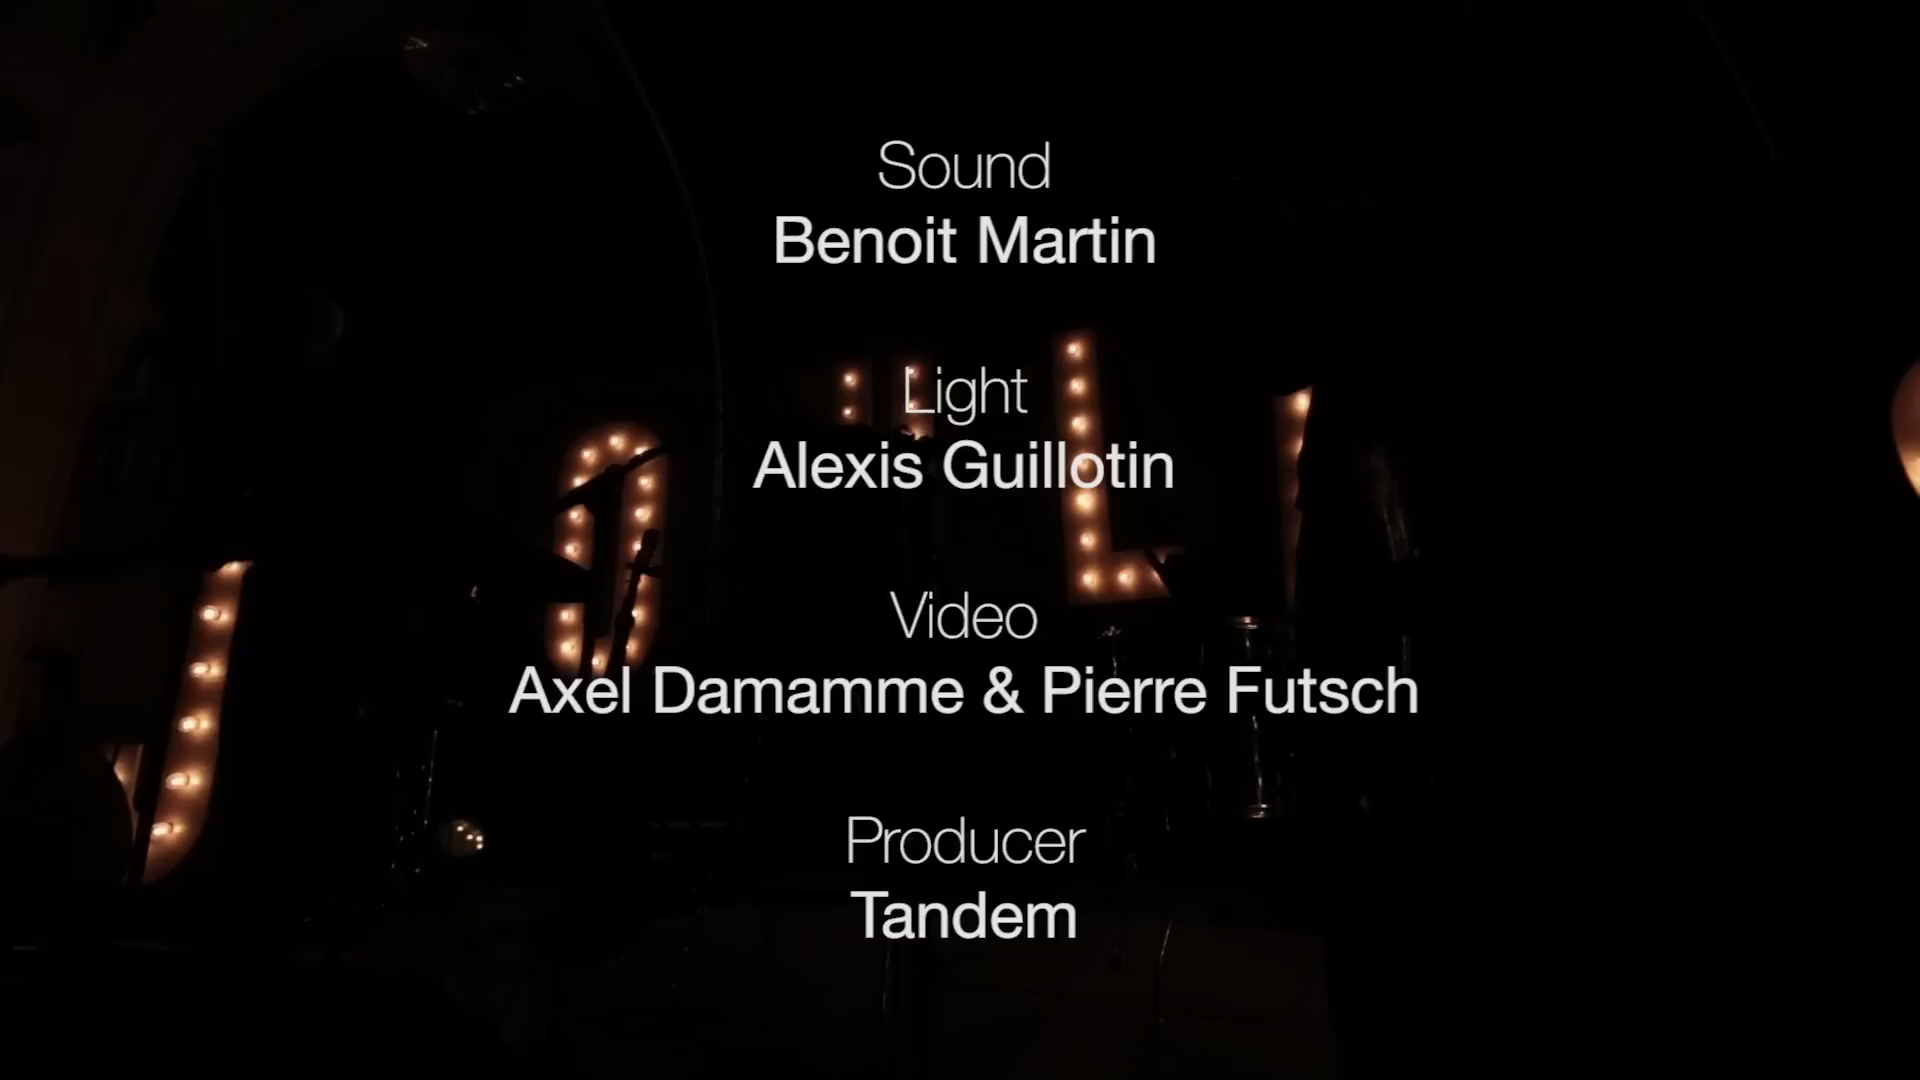 Sound
Benoit Martin
Light
Alexis Guillotin
Video
Axel Damamme & Pierre Futsch
Producer
Tandem